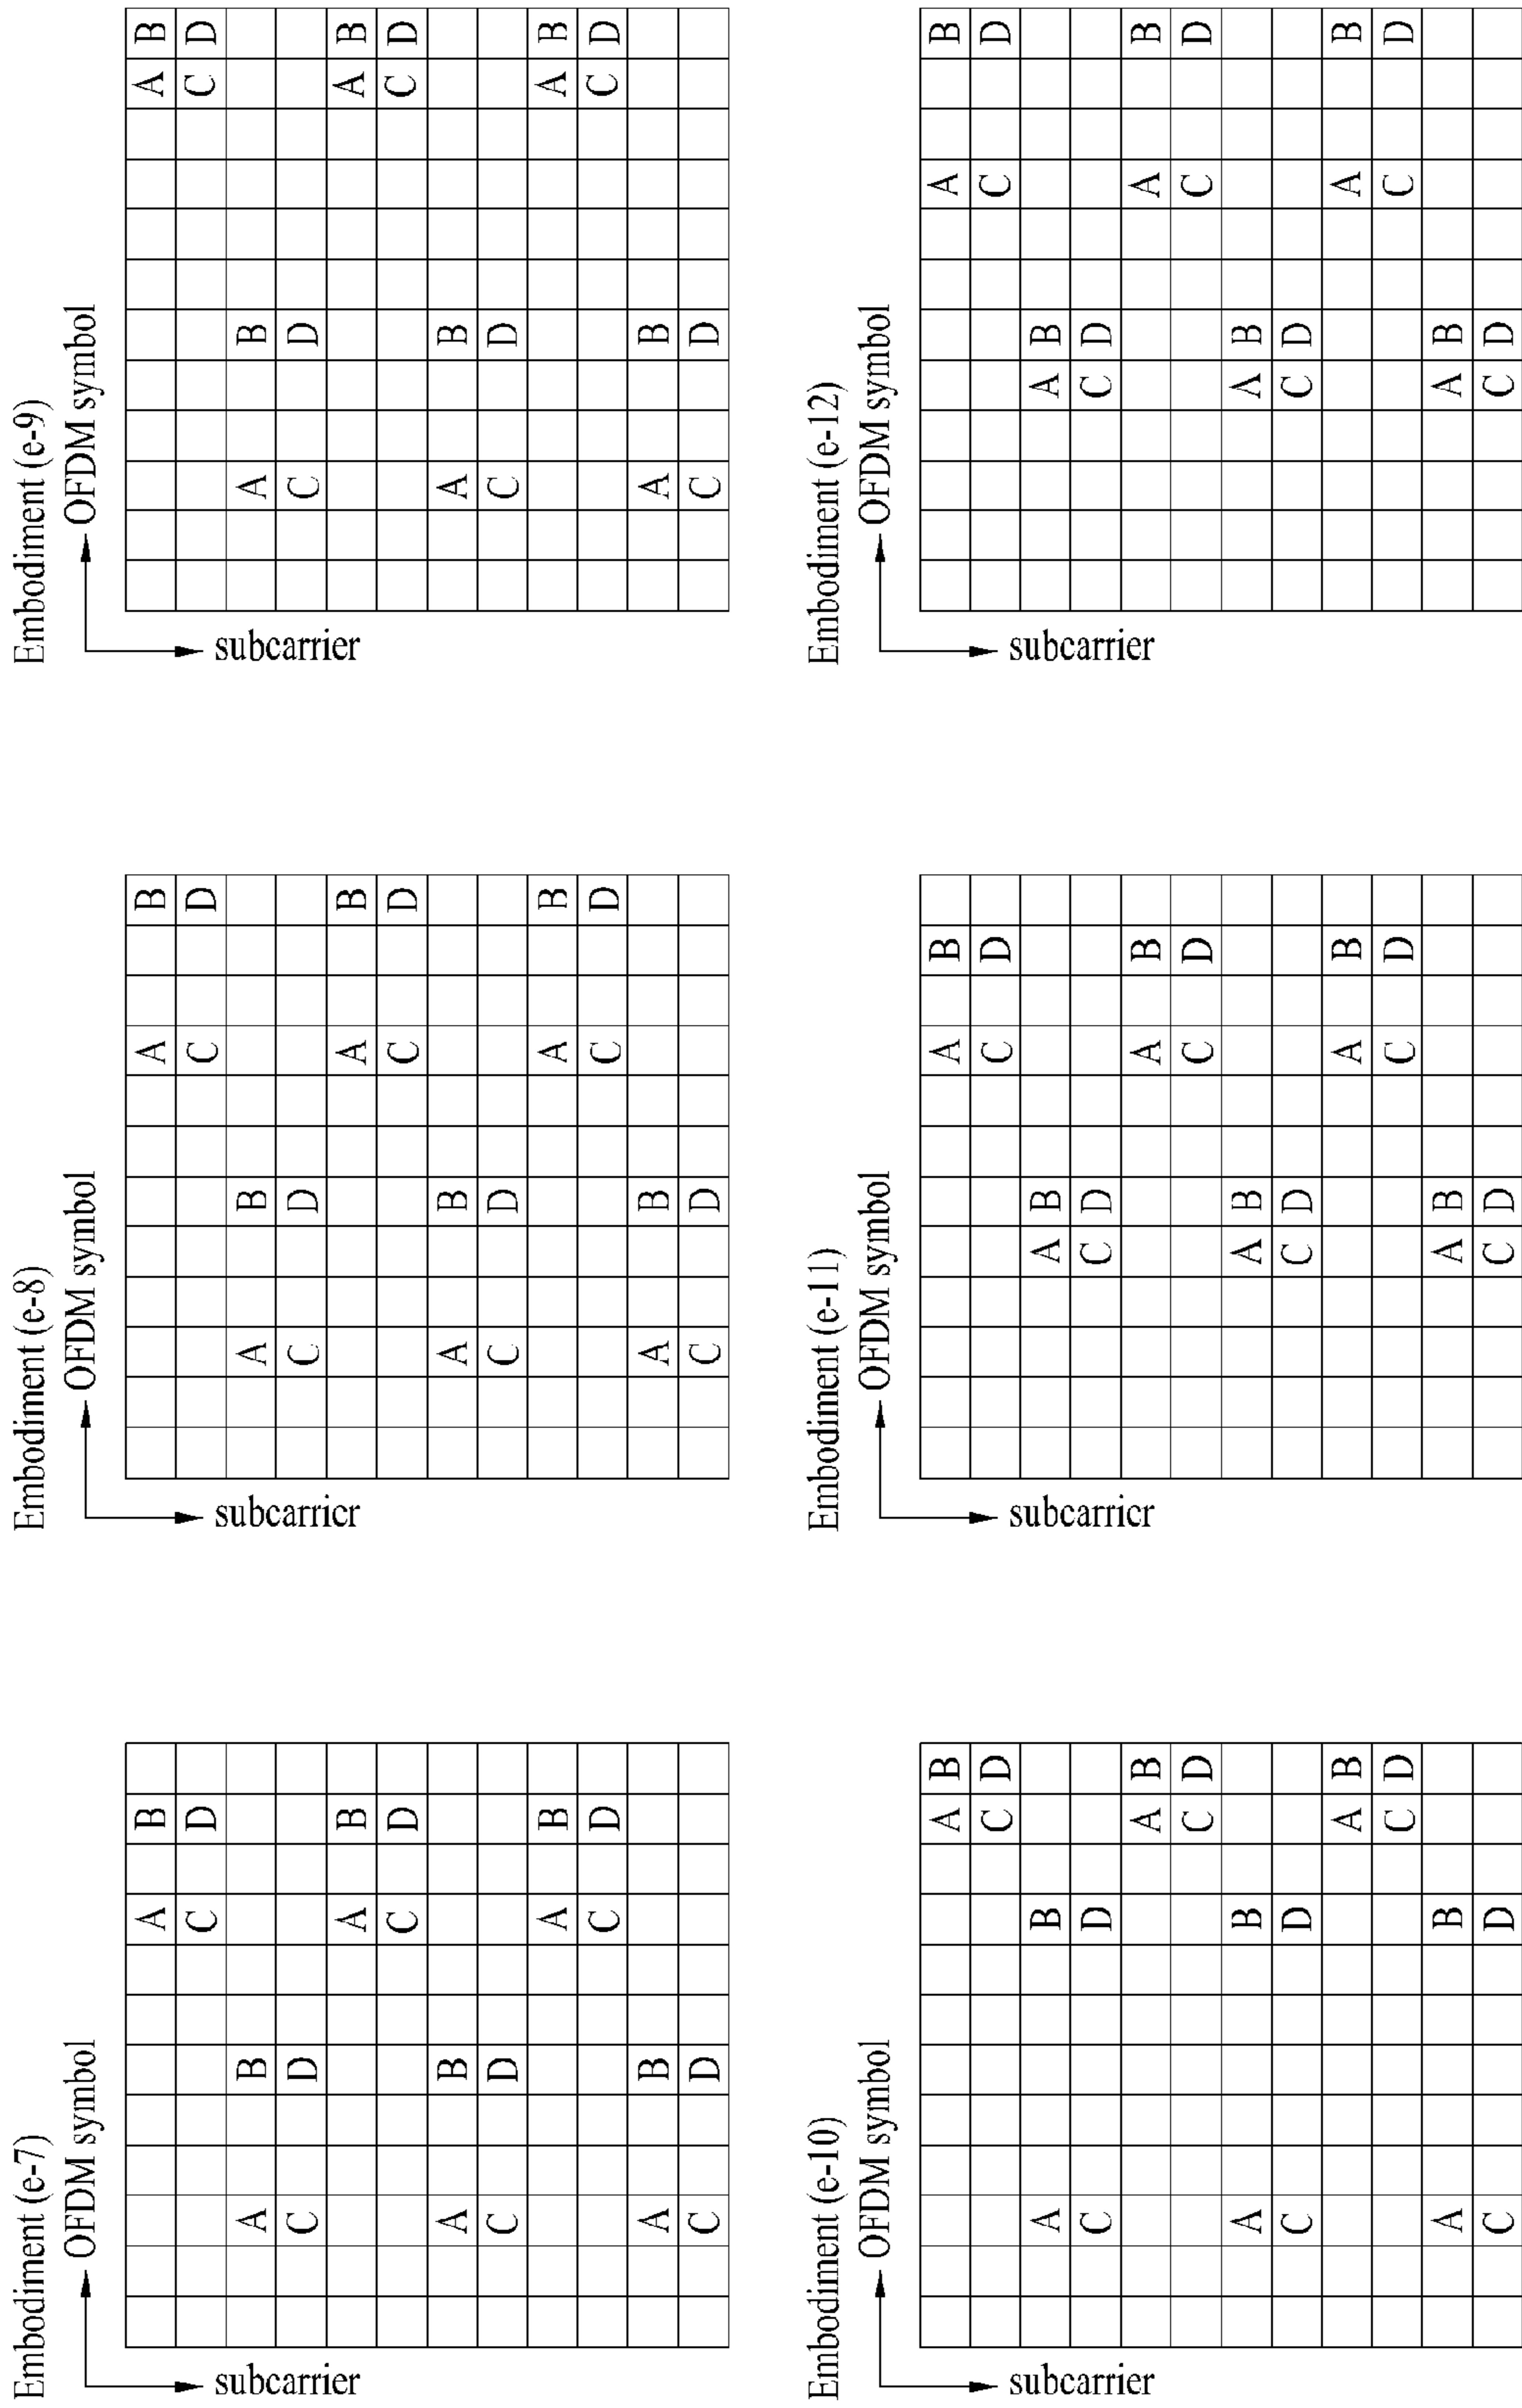 Embodiment (e-7)
OFDM symbol
subcarrier
A B
C D
A B
C D
A B
C D
A B
C D
A B
C D
A B
C D
Embodiment (e-8)
OFDM symbol
subcarrier
A B
C D
A B
C D
A B
C D
A B
C D
A B
C D
A B
C D
Embodiment (e-9)
OFDM symbol
subcarrier
A B
C D
A B
C D
A B
C D
A B
C D
A B
C D
A B
C D
Embodiment (e-10)
OFDM symbol
subcarrier
A B
C D
A B
C D
A B
C D
A B
C D
A B
C D
A B
C D
Embodiment (e-11)
OFDM symbol
subcarrier
A B
C D
A B
C D
A B
C D
A B
C D
A B
C D
A B
C D
Embodiment (e-12)
OFDM symbol
subcarrier
A B
C D
A B
C D
A B
C D
A B
C D
A B
C D
A B
C D